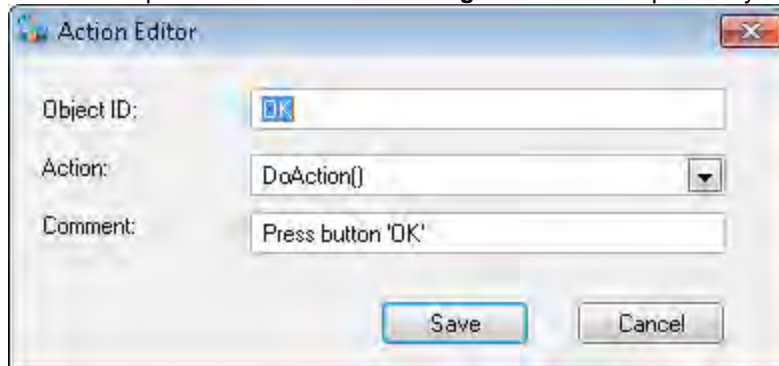 Action Editor
Object ID: OK
Action: DoAction()
Comment: Press button 'OK'
Save Cancel